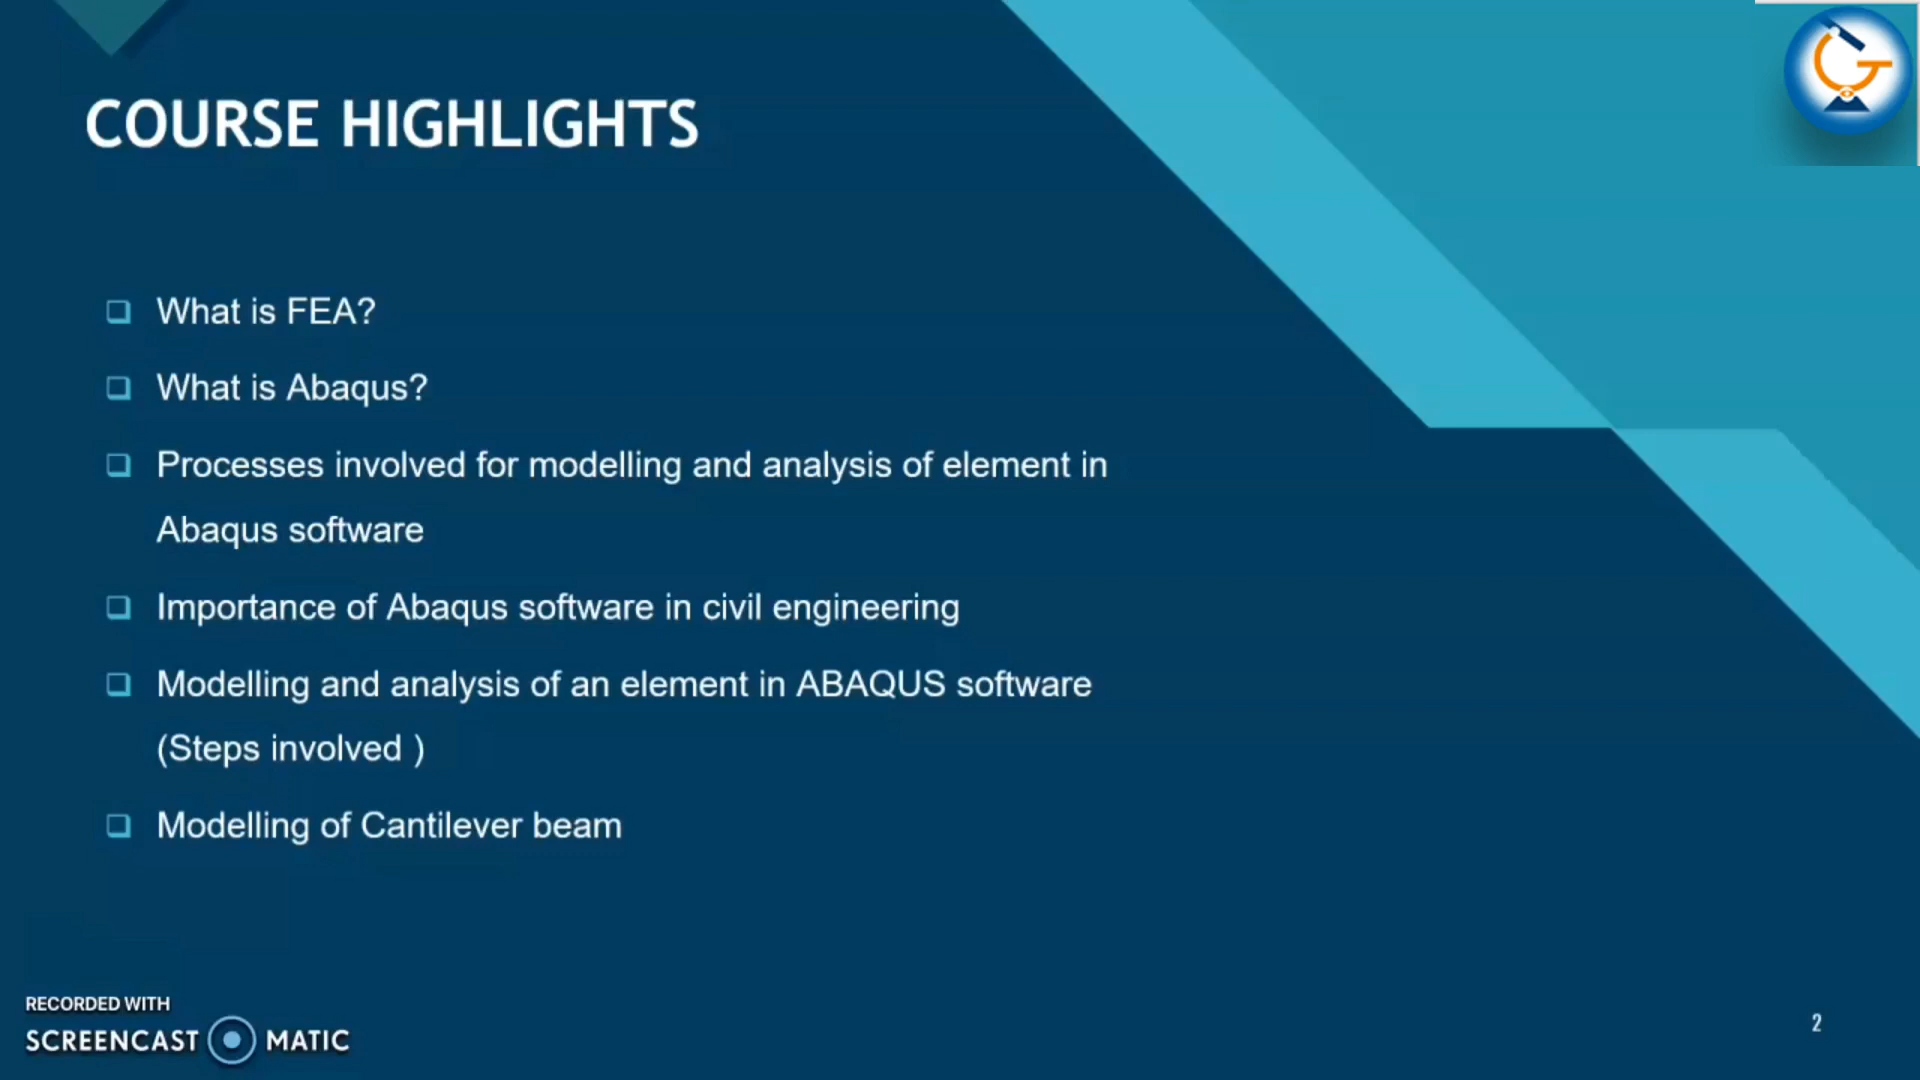 COURSE HIGHLIGHTS
What is FEA?
What is Abaqus?
Processes involved for modelling and analysis of element in
Abaqus software
Importance of Abaqus software in civil engineering
Modelling and analysis of an element in ABAQUS software
(Steps involved )
Modelling of Cantilever beam
RECORDED WITH
SCREENCAST MATIC
2